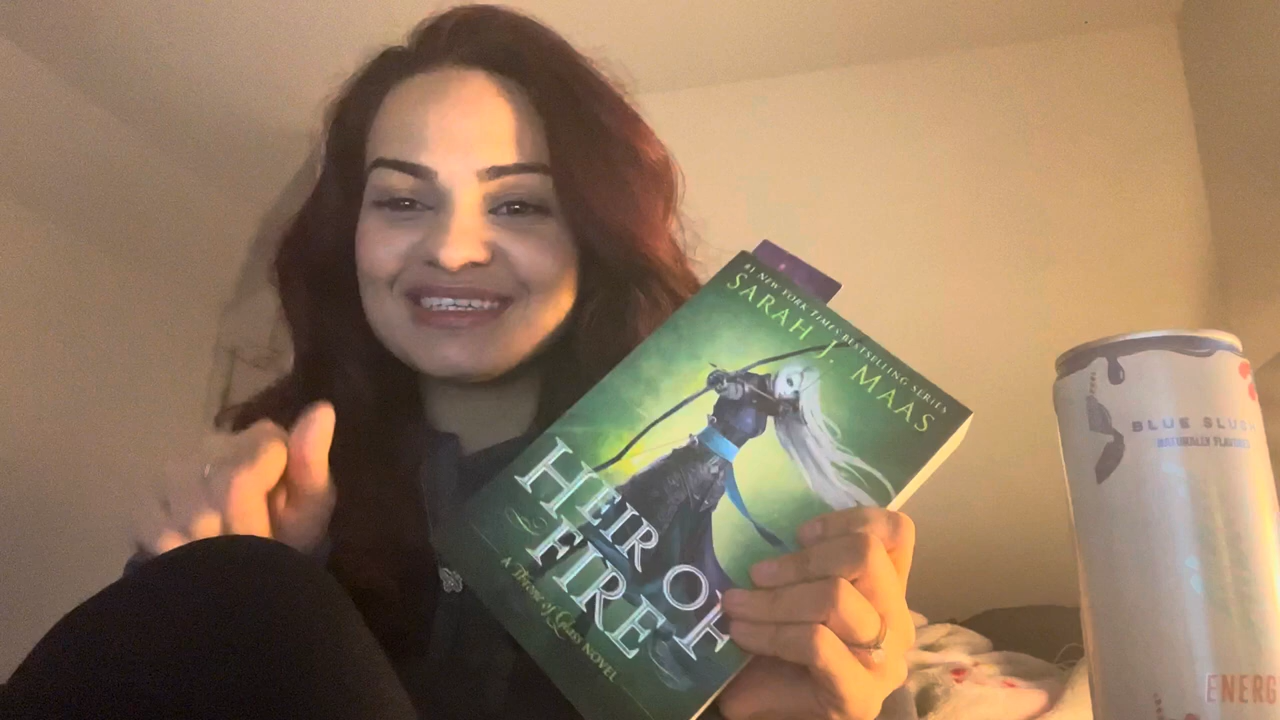 #1 NEW YORK TIMES BESTSELLING SERIES
SARAH J. MAAS
HEIR OF
FIRE
A Throne of Glass NOVEL
BLUE SLUSH
NATURALLY FLAVORED
ENERG